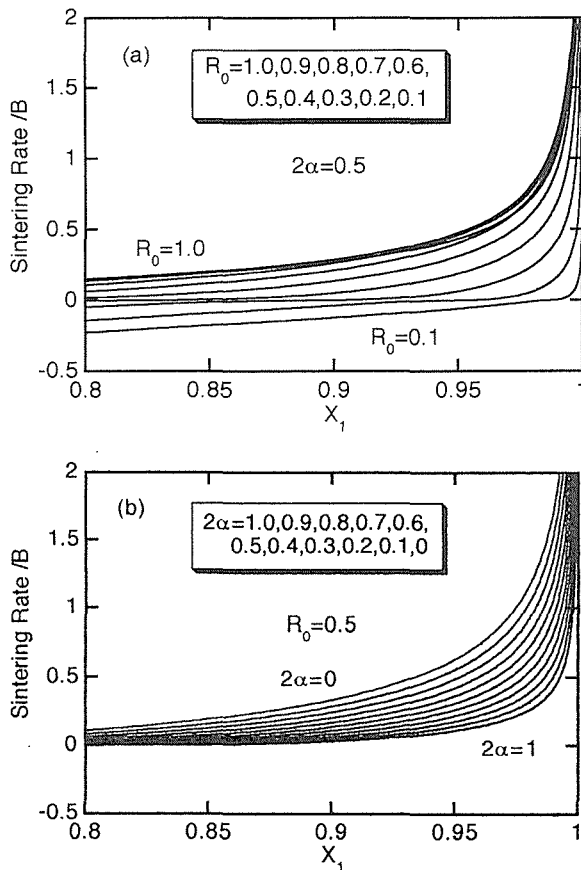 2
(a)
R₀=1.0,0.9,0.8,0.7,0.6,
0.5,0.4,0.3,0.2,0.1
1.5
Sintering Rate /B
1
2α=0.5
0.5
R₀=1.0
0
R₀=0.1
-0.5
0.8
0.85
0.9
0.95
1
X₁
2
(b)
2α=1.0,0.9,0.8,0.7,0.6,
0.5,0.4,0.3,0.2,0.1,0
1.5
Sintering Rate /B
1
R₀=0.5
2α=0
0.5
0
2α=1
-0.5
0.8
0.85
0.9
0.95
1
X₁